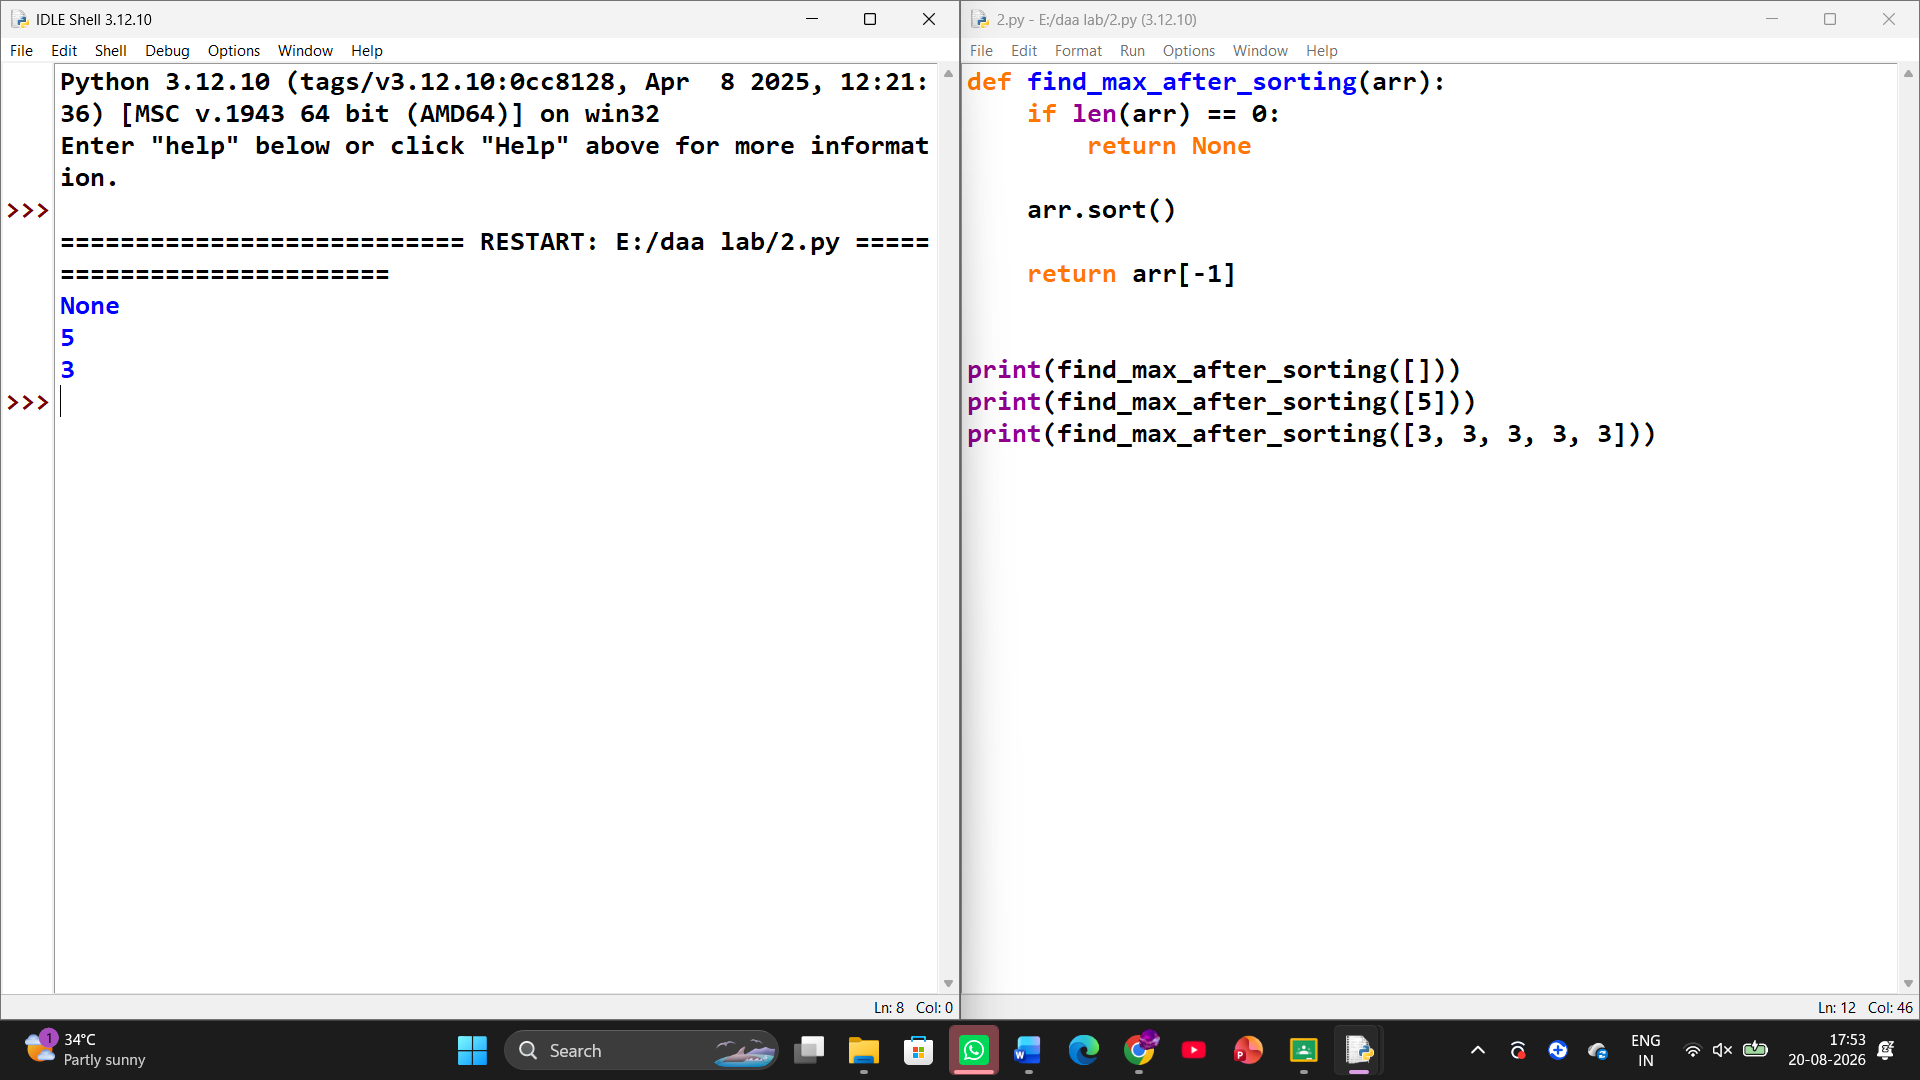 IDLE Shell 3.12.10
File Edit Shell Debug Options Window Help
Python 3.12.10 (tags/v3.12.10:0cc8128, Apr  8 2025, 12:21:
36) [MSC v.1943 64 bit (AMD64)] on win32
Enter "help" below or click "Help" above for more informat
ion.
>>>
=========================== RESTART: E:/daa lab/2.py =====
======================
None
5
3
>>>
Ln: 8 Col: 0
2.py - E:/daa lab/2.py (3.12.10)
File Edit Format Run Options Window Help
def find_max_after_sorting(arr):
    if len(arr) == 0:
        return None
    arr.sort()
    return arr[-1]
print(find_max_after_sorting([]))
print(find_max_after_sorting([5]))
print(find_max_after_sorting([3, 3, 3, 3, 3]))
Ln: 12 Col: 46
1
34°C
Partly sunny
Search
W
P
ENG
IN
17:53
20-08-2026